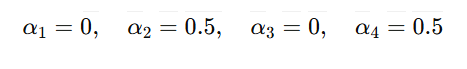 α₁ = 0, α₂ = 0.5, α₃ = 0, α₄ = 0.5